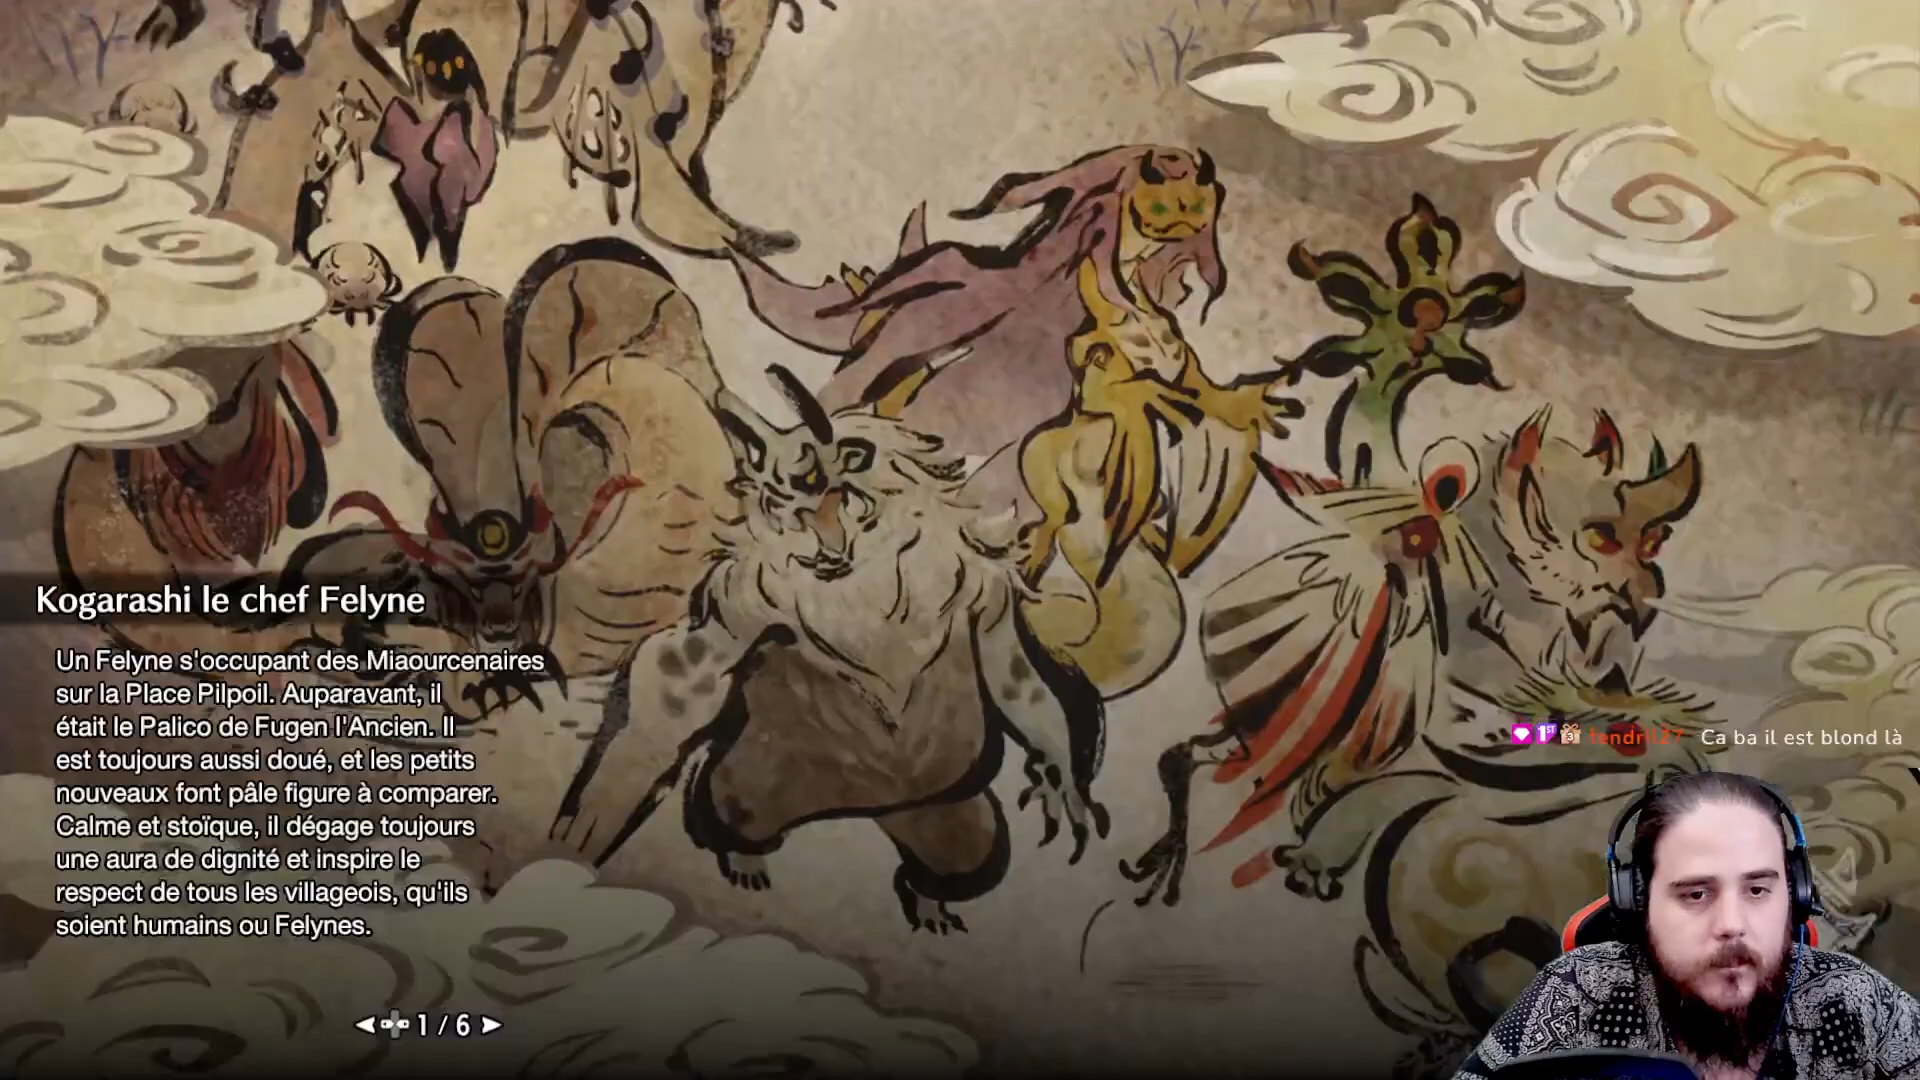 Kogarashi le chef Felyne
Un Felyne s'occupant des Miaourcenaires
sur la Place Pilpoil. Auparavant, il
était le Palico de Fugen l'Ancien. Il
est toujours aussi doué, et les petits
nouveaux font pâle figure à comparer.
Calme et stoïque, il dégage toujours
une aura de dignité et inspire le
respect de tous les villageois, qu'ils
soient humains ou Felynes.
1 / 6
1ST 3 tendril27 Ca ba il est blond là